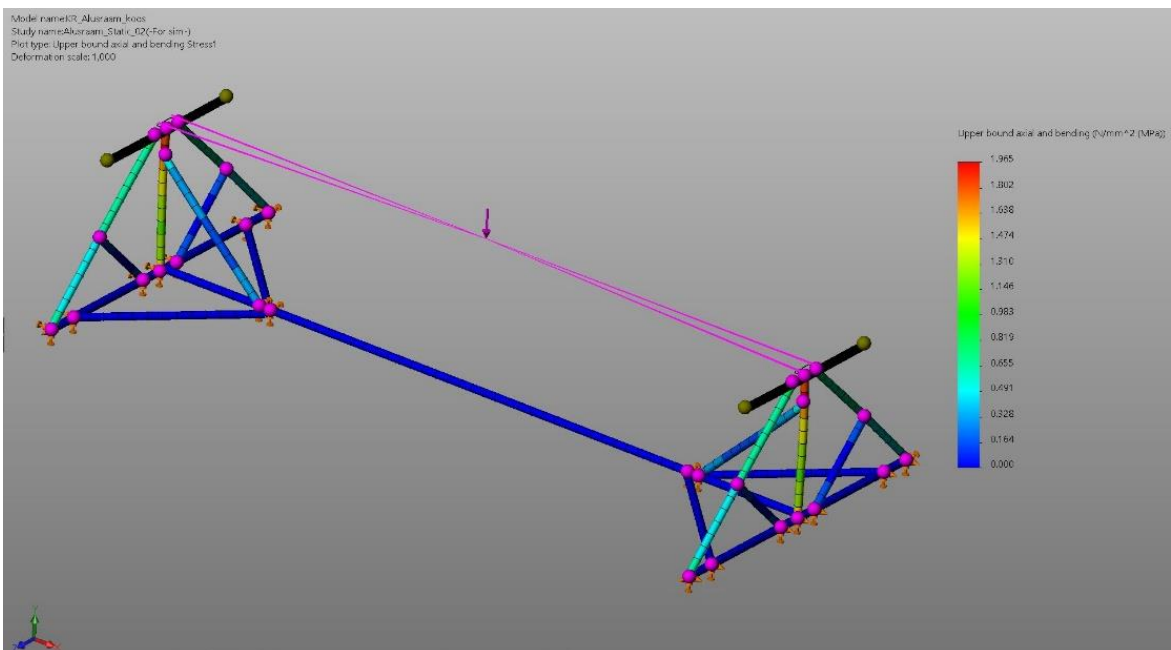 Model name:KR_Alusraam_koos
Study name:Alusraam_Static_02(-For sim-)
Plot type: Upper bound axial and bending Stress1
Deformation scale: 1,000
Upper bound axial and bending (N/mm^2 (MPa))
1.965
1.802
1.638
1.474
1.310
1.146
0.983
0.819
0.655
0.491
0.328
0.164
0.000